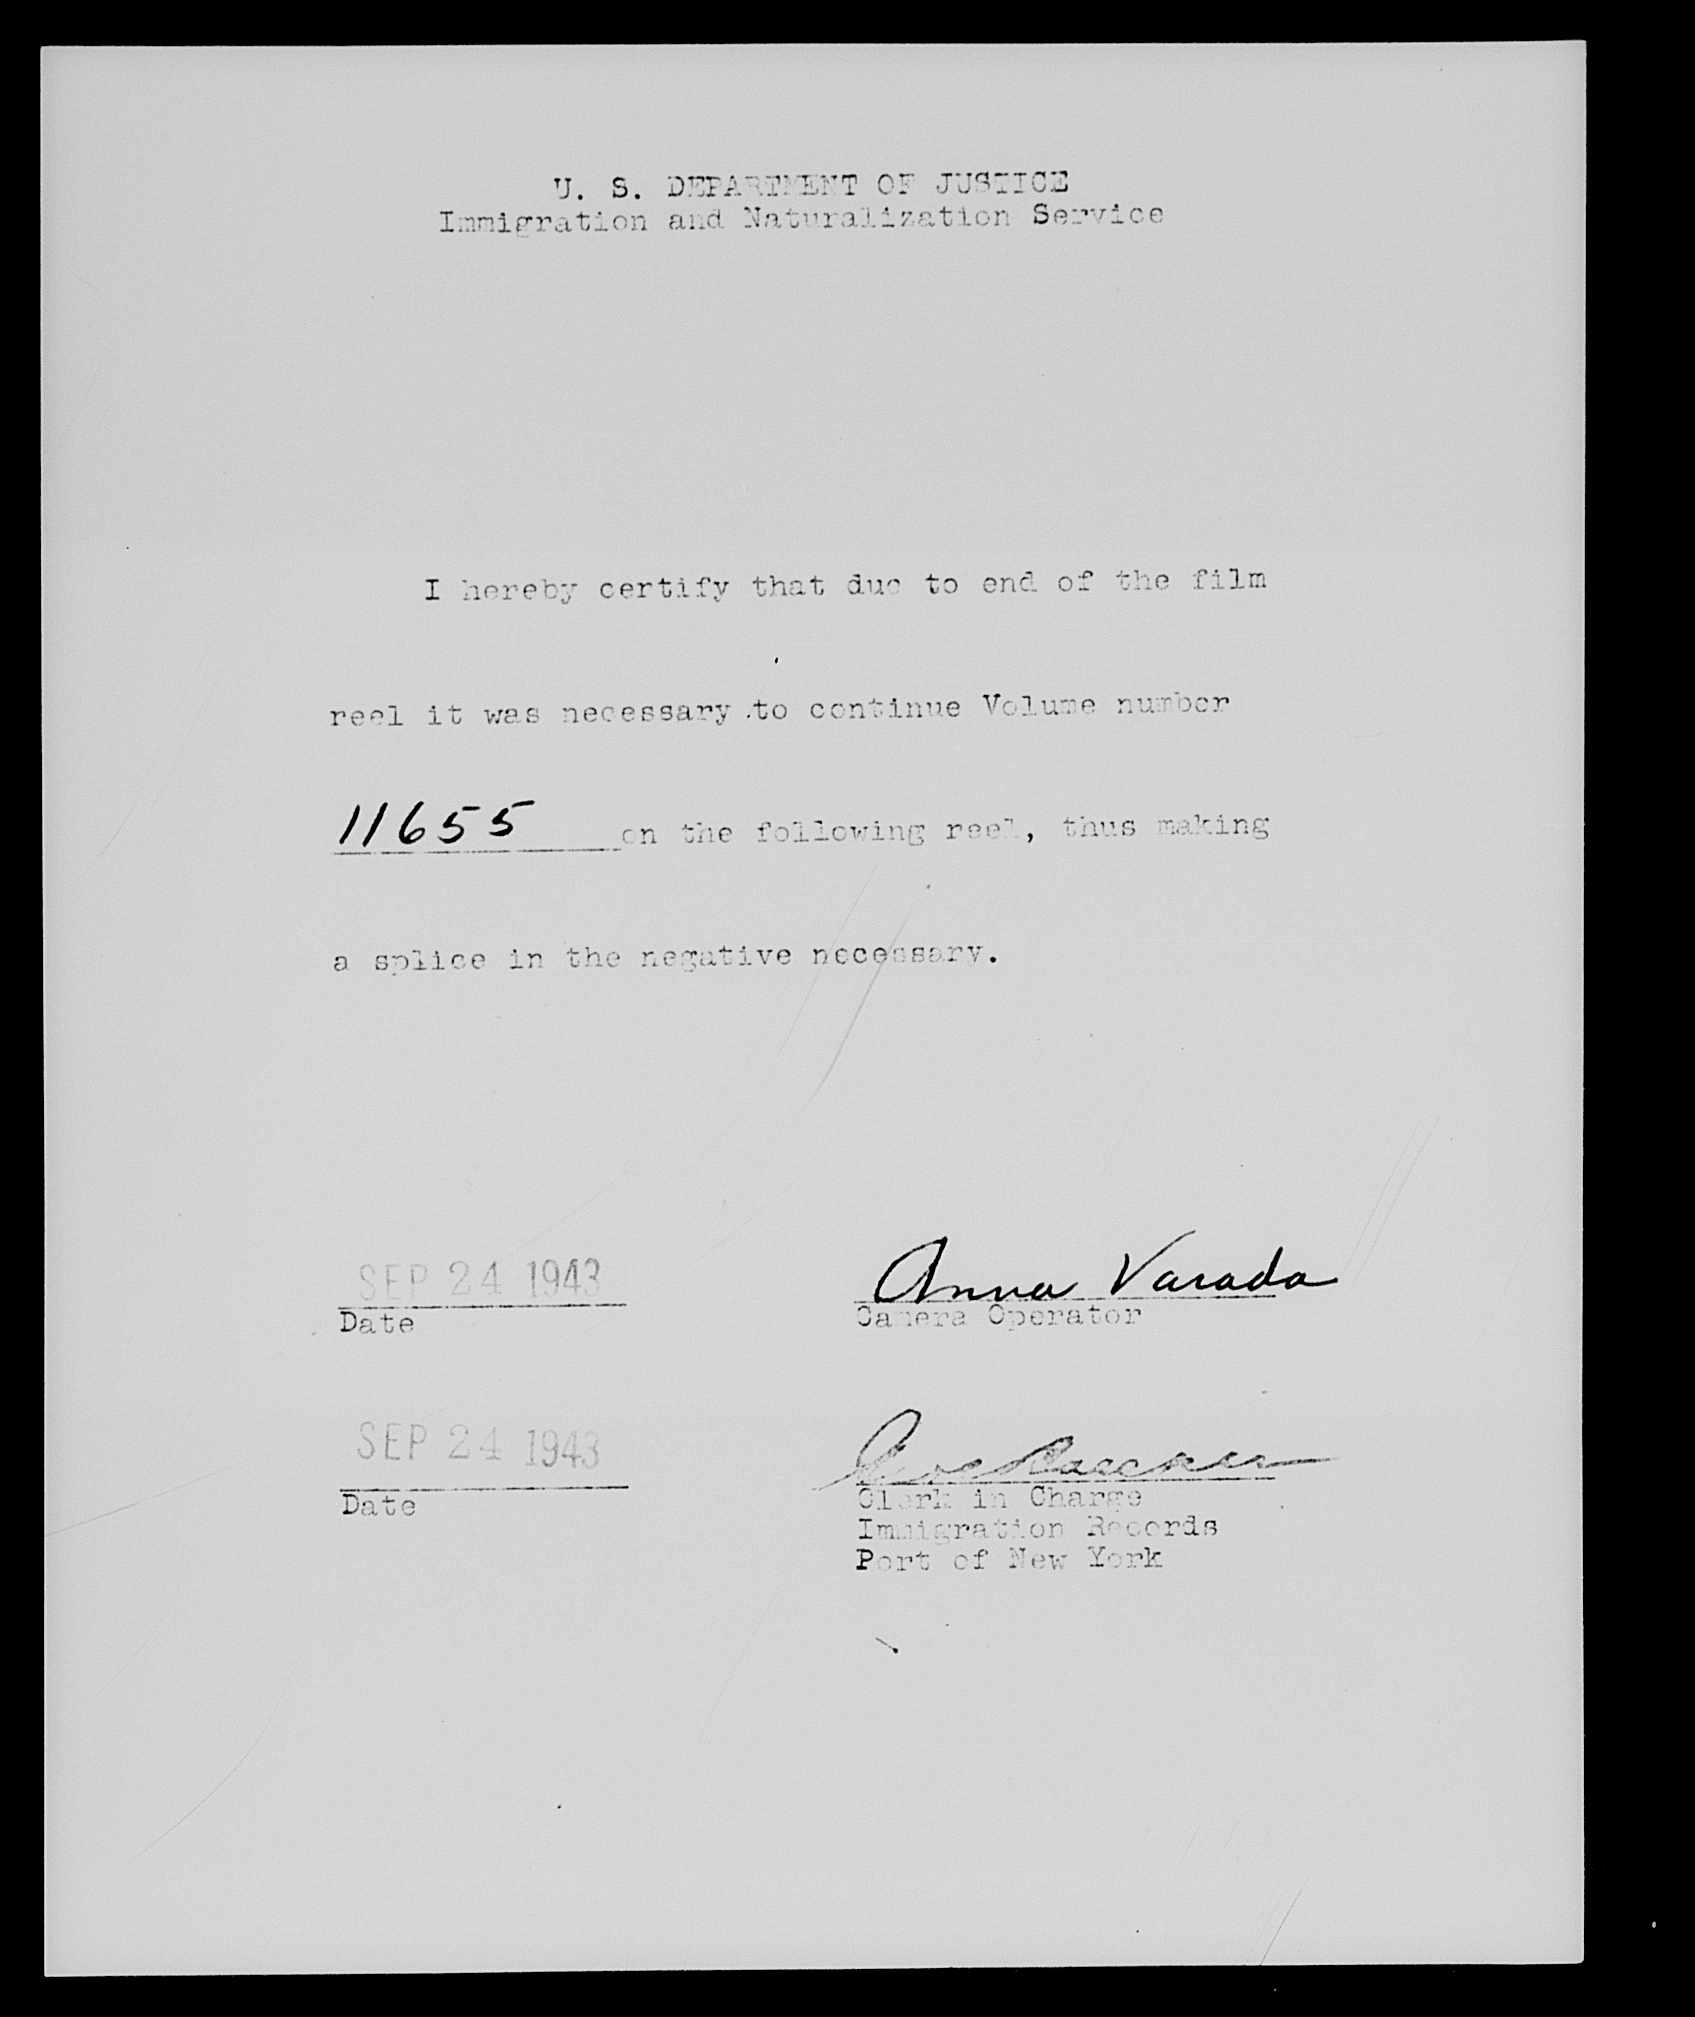 U. S. DEPARTMENT OF JUSTICE
Immigration and Naturalization Service
I hereby certify that due to end of the film
reel it was necessary to continue Volume number
11655 on the following reel, thus making
a splice in the negative necessary.
SEP 24 1943
Anna Varada
Date
Camera Operator
SEP 24 1943
Date
Clerk in Charge
Immigration Records
Port of New York